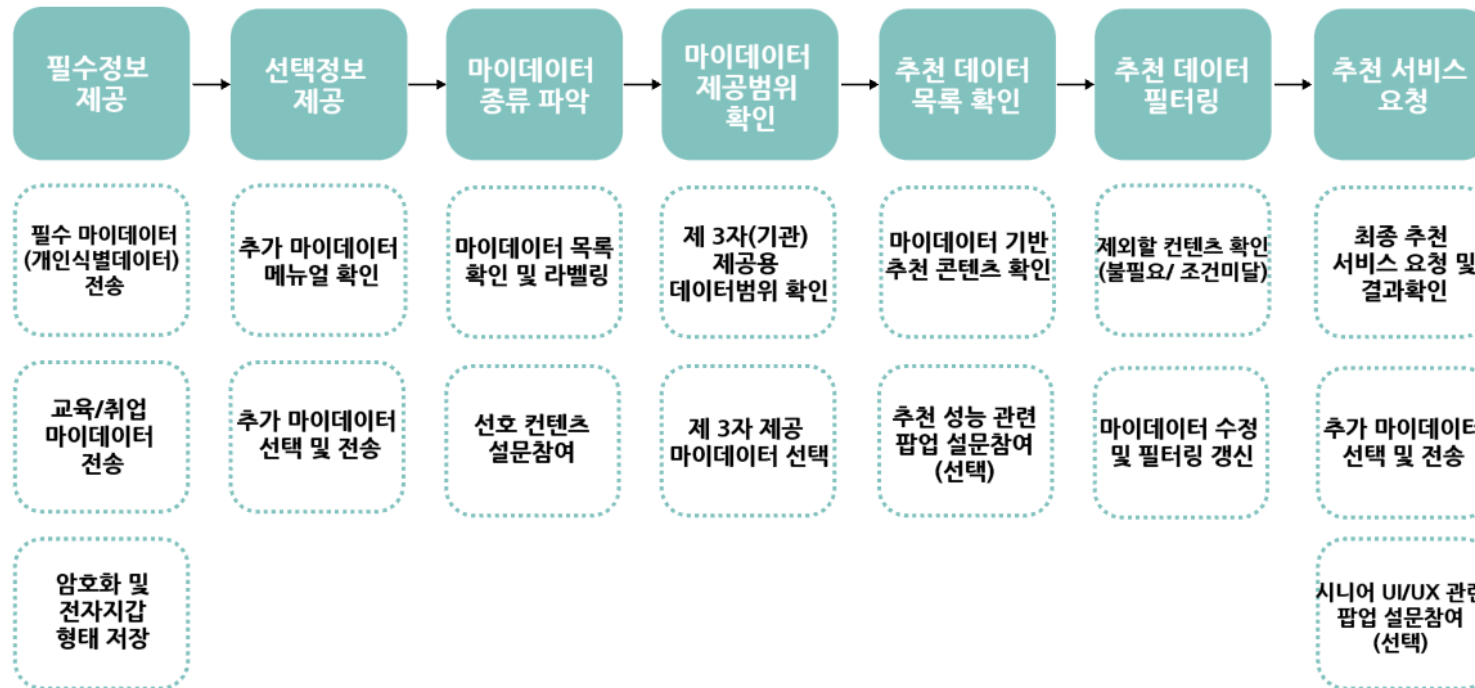 필수정보
제공
선택정보
제공
마이데이터
종류 파악
마이데이터
제공범위
확인
추천 데이터
목록 확인
추천 데이터
필터링
추천 서비스
요청
필수 마이데이터
(개인식별데이터)
전송
추가 마이데이터
메뉴얼 확인
마이데이터 목록
확인 및 라벨링
제 3자(기관)
제공용
데이터범위 확인
마이데이터 기반
추천 콘텐츠 확인
제외할 컨텐츠 확인
(불필요/ 조건미달)
최종 추천
서비스 요청 및
결과확인
교육/취업
마이데이터
전송
추가 마이데이터
선택 및 전송
선호 컨텐츠
설문참여
제 3자 제공
마이데이터 선택
추천 성능 관련
팝업 설문참여
(선택)
마이데이터 수정
및 필터링 갱신
추가 마이데이터
선택 및 전송
암호화 및
전자지갑
형태 저장
시니어 UI/UX 관련
팝업 설문참여
(선택)